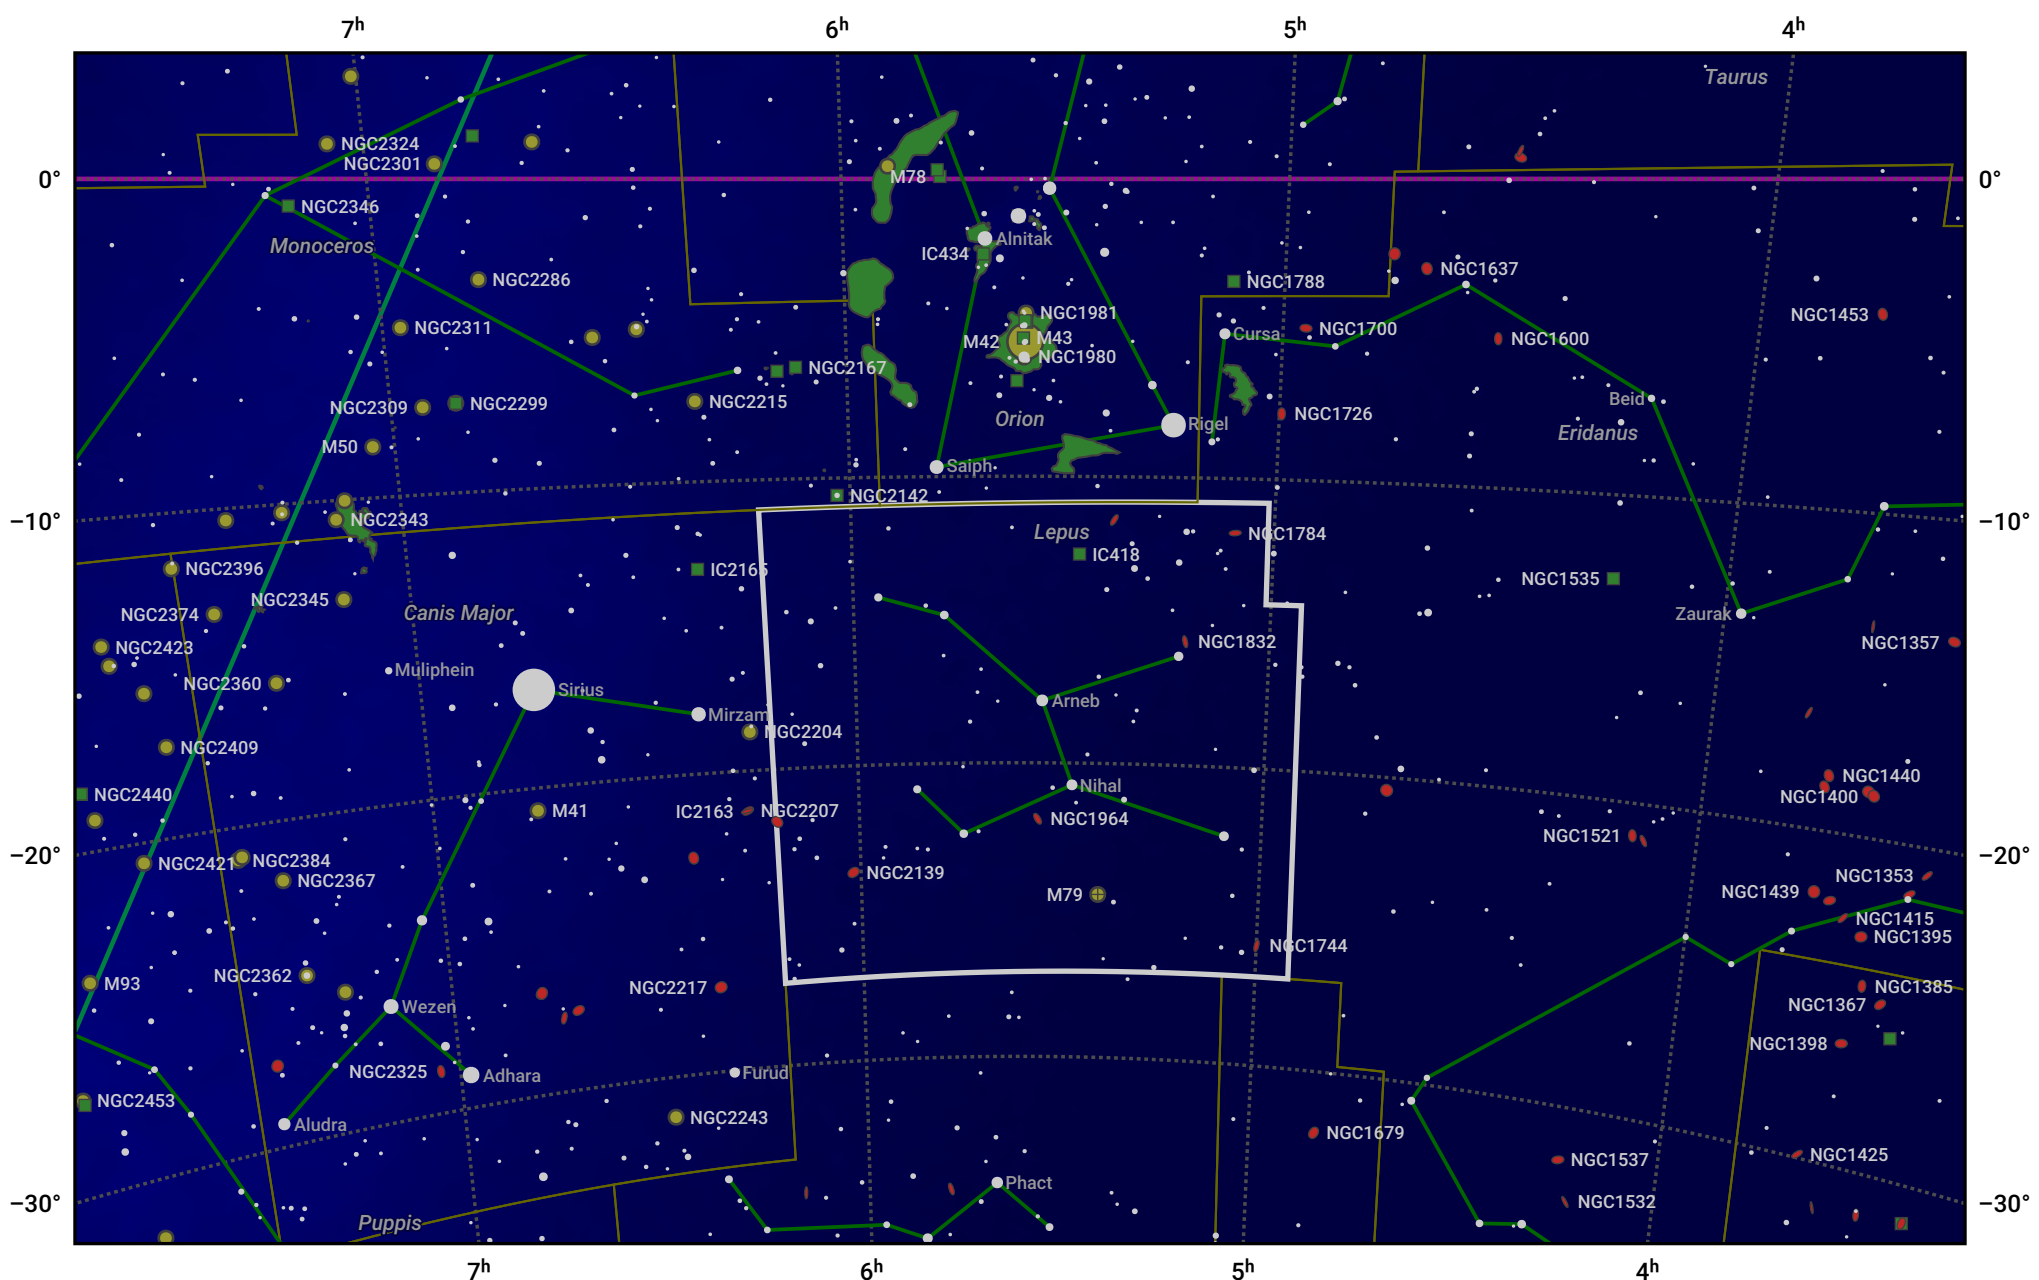 7h 6h 5h 4h
Taurus
NGC2324
NGC2301
0° M78 0°
NGC2346
Monoceros Alnitak
IC434
NGC2286 NGC1788 NGC1637
NGC1981 NGC1453
NGC2311 M42 M43 Cursa NGC1700 NGC1600
NGC1980
NGC2167
NGC2309 NGC2299 NGC2215 Beid
Orion Rigel NGC1726 Eridanus
M50
Saiph
NGC2142
−10° NGC2343 −10°
Lepus NGC1784
IC418
NGC2396 IC2165 NGC1535
NGC2345
NGC2374 Canis Major Zaurak
NGC2423 NGC1832 NGC1357
Muliphein
NGC2360 Sirius
Arneb
Mirzam
NGC2204
NGC2409
NGC1440
Nihal
NGC2440 NGC1400
M41 IC2163 NGC2207 NGC1964
NGC1521
−20° NGC2421 NGC2384 −20°
NGC2367 NGC2139 NGC1353
M79 NGC1439
NGC1415
NGC1395
NGC1744
NGC2362
M93 NGC2217 NGC1385
Wezen NGC1367
NGC1398
NGC2325 Adhara Furud
NGC2453
Aludra NGC2243 NGC1679
NGC1537 NGC1425
Phact
−30° NGC1532 −30°
Puppis
7h 6h 5h 4h